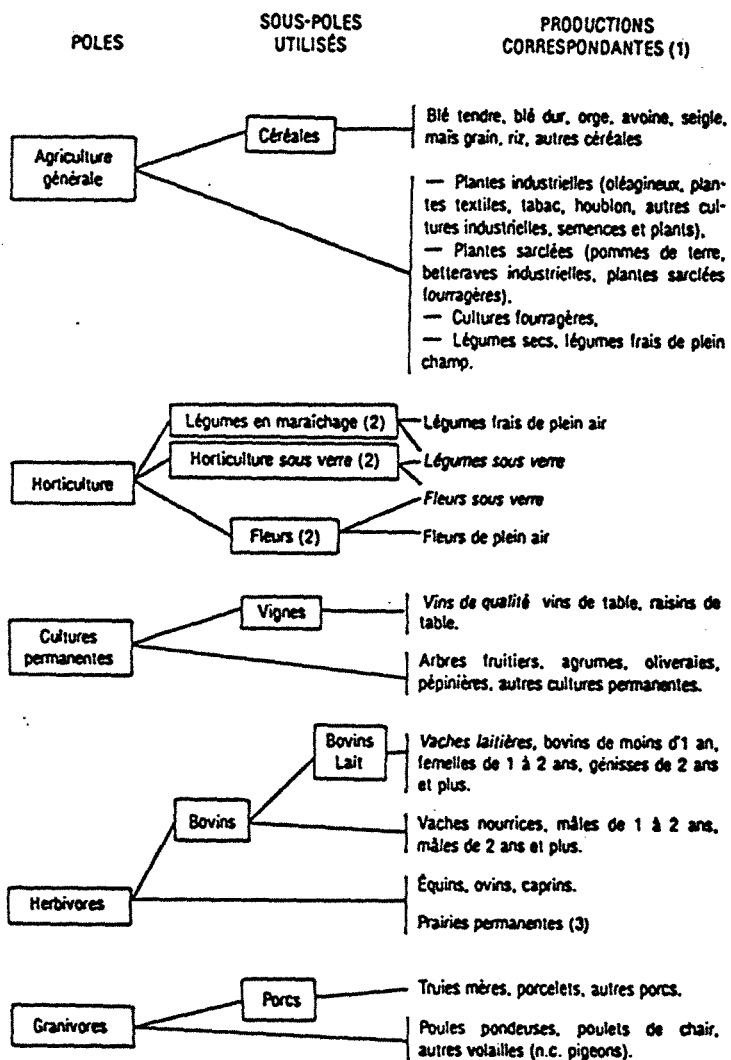 POLES
SOUS-POLES
UTILISÉS
PRODUCTIONS
CORRESPONDANTES (1)
Agriculture
générale
Céréales
Blé tendre, blé dur, orge, avoine, seigle,
maïs grain, riz, autres céréales
— Plantes industrielles (oléagineux, plan-
tes textiles, tabac, houblon, autres cul-
tures industrielles, semences et plants),
— Plantes sarclées (pommes de terre,
betteraves industrielles, plantes sarclées
fourragères),
— Cultures fourragères,
— Légumes secs, légumes frais de plein
champ.
Horticulture
Légumes en maraîchage (2)
Légumes frais de plein air
Horticulture sous verre (2)
Légumes sous verre
Fleurs sous verre
Fleurs (2)
Fleurs de plein air
Cultures
permanentes
Vignes
Vins de qualité vins de table, raisins de
table.
Arbres fruitiers, agrumes, oliveraies,
pépinières, autres cultures permanentes.
Herbivores
Bovins
Bovins
Lait
Vaches laitières, bovins de moins d'1 an,
femelles de 1 à 2 ans, génisses de 2 ans
et plus.
Vaches nourrices, mâles de 1 à 2 ans,
mâles de 2 ans et plus.
Équins, ovins, caprins.
Prairies permanentes (3)
Granivores
Porcs
Truies mères, porcelets, autres porcs.
Poules pondeuses, poulets de chair,
autres volailles (n.c. pigeons).